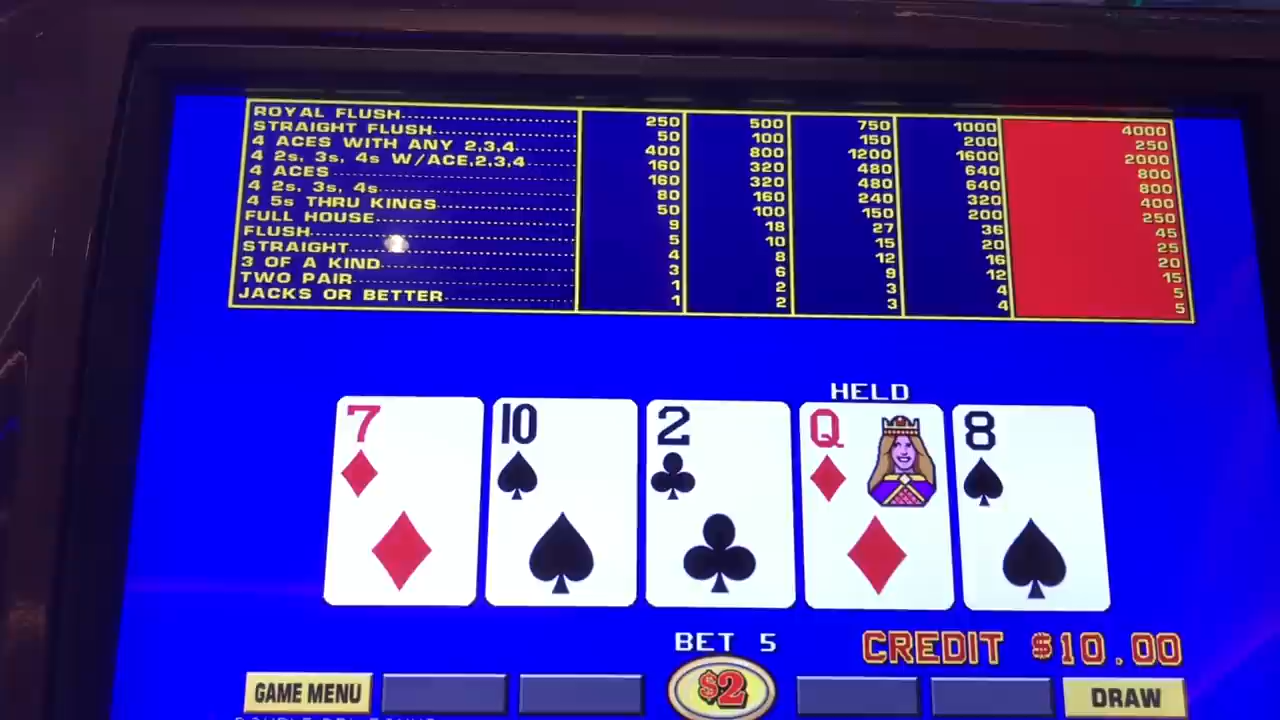 ROYAL FLUSH 250 500 750 1000 4000
STRAIGHT FLUSH 50 100 150 200 250
4 ACES WITH ANY 2,3,4 400 800 1200 1600 2000
4 2s, 3s, 4s W/ACE,2,3,4 160 320 480 640 800
4 ACES 160 320 480 640 800
4 2s, 3s, 4s 80 160 240 320 400
4 5s THRU KINGS 50 100 150 200 250
FULL HOUSE 9 18 27 36 45
FLUSH 5 10 15 20 25
STRAIGHT 4 8 12 16 20
3 OF A KIND 3 6 9 12 15
TWO PAIR 1 2 3 4 5
JACKS OR BETTER 1 2 3 4 5
HELD
7 10 2 Q 8
BET 5 CREDIT $10.00
GAME MENU $2 DRAW